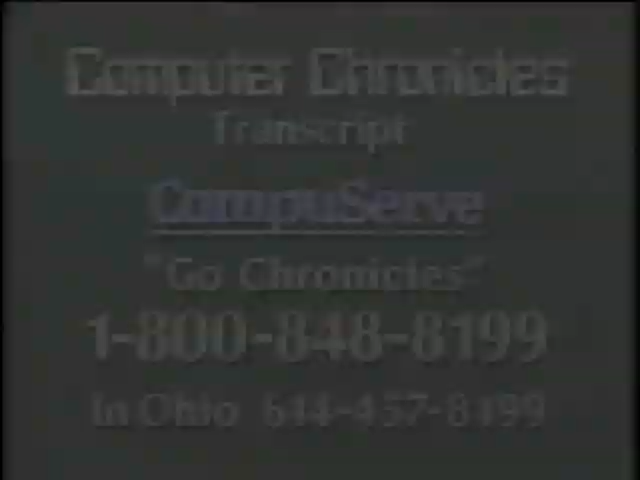 Computer Chronicles
Transcript
CompuServe
"Go Chronicles"
1-800-848-8199
In Ohio 614-457-8199